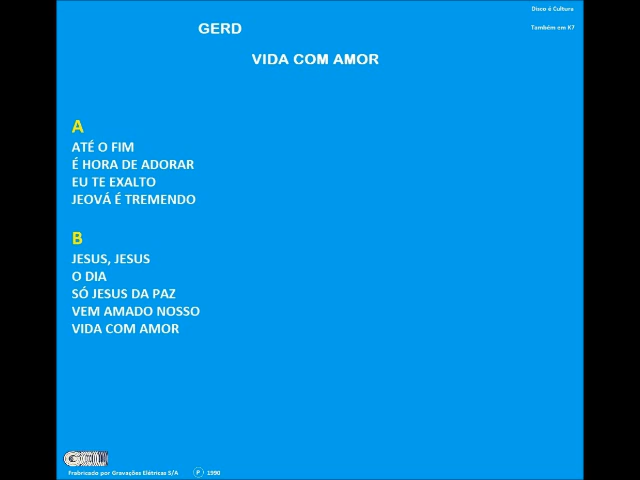 Disco é Cultura
GERD
Também em K7
VIDA COM AMOR
A
ATÉ O FIM
É HORA DE ADORAR
EU TE EXALTO
JEOVÁ É TREMENDO
B
JESUS, JESUS
O DIA
SÓ JESUS DA PAZ
VEM AMADO NOSSO
VIDA COM AMOR
Frabricado por Gravações Elétricas S/A Ⓟ 1990